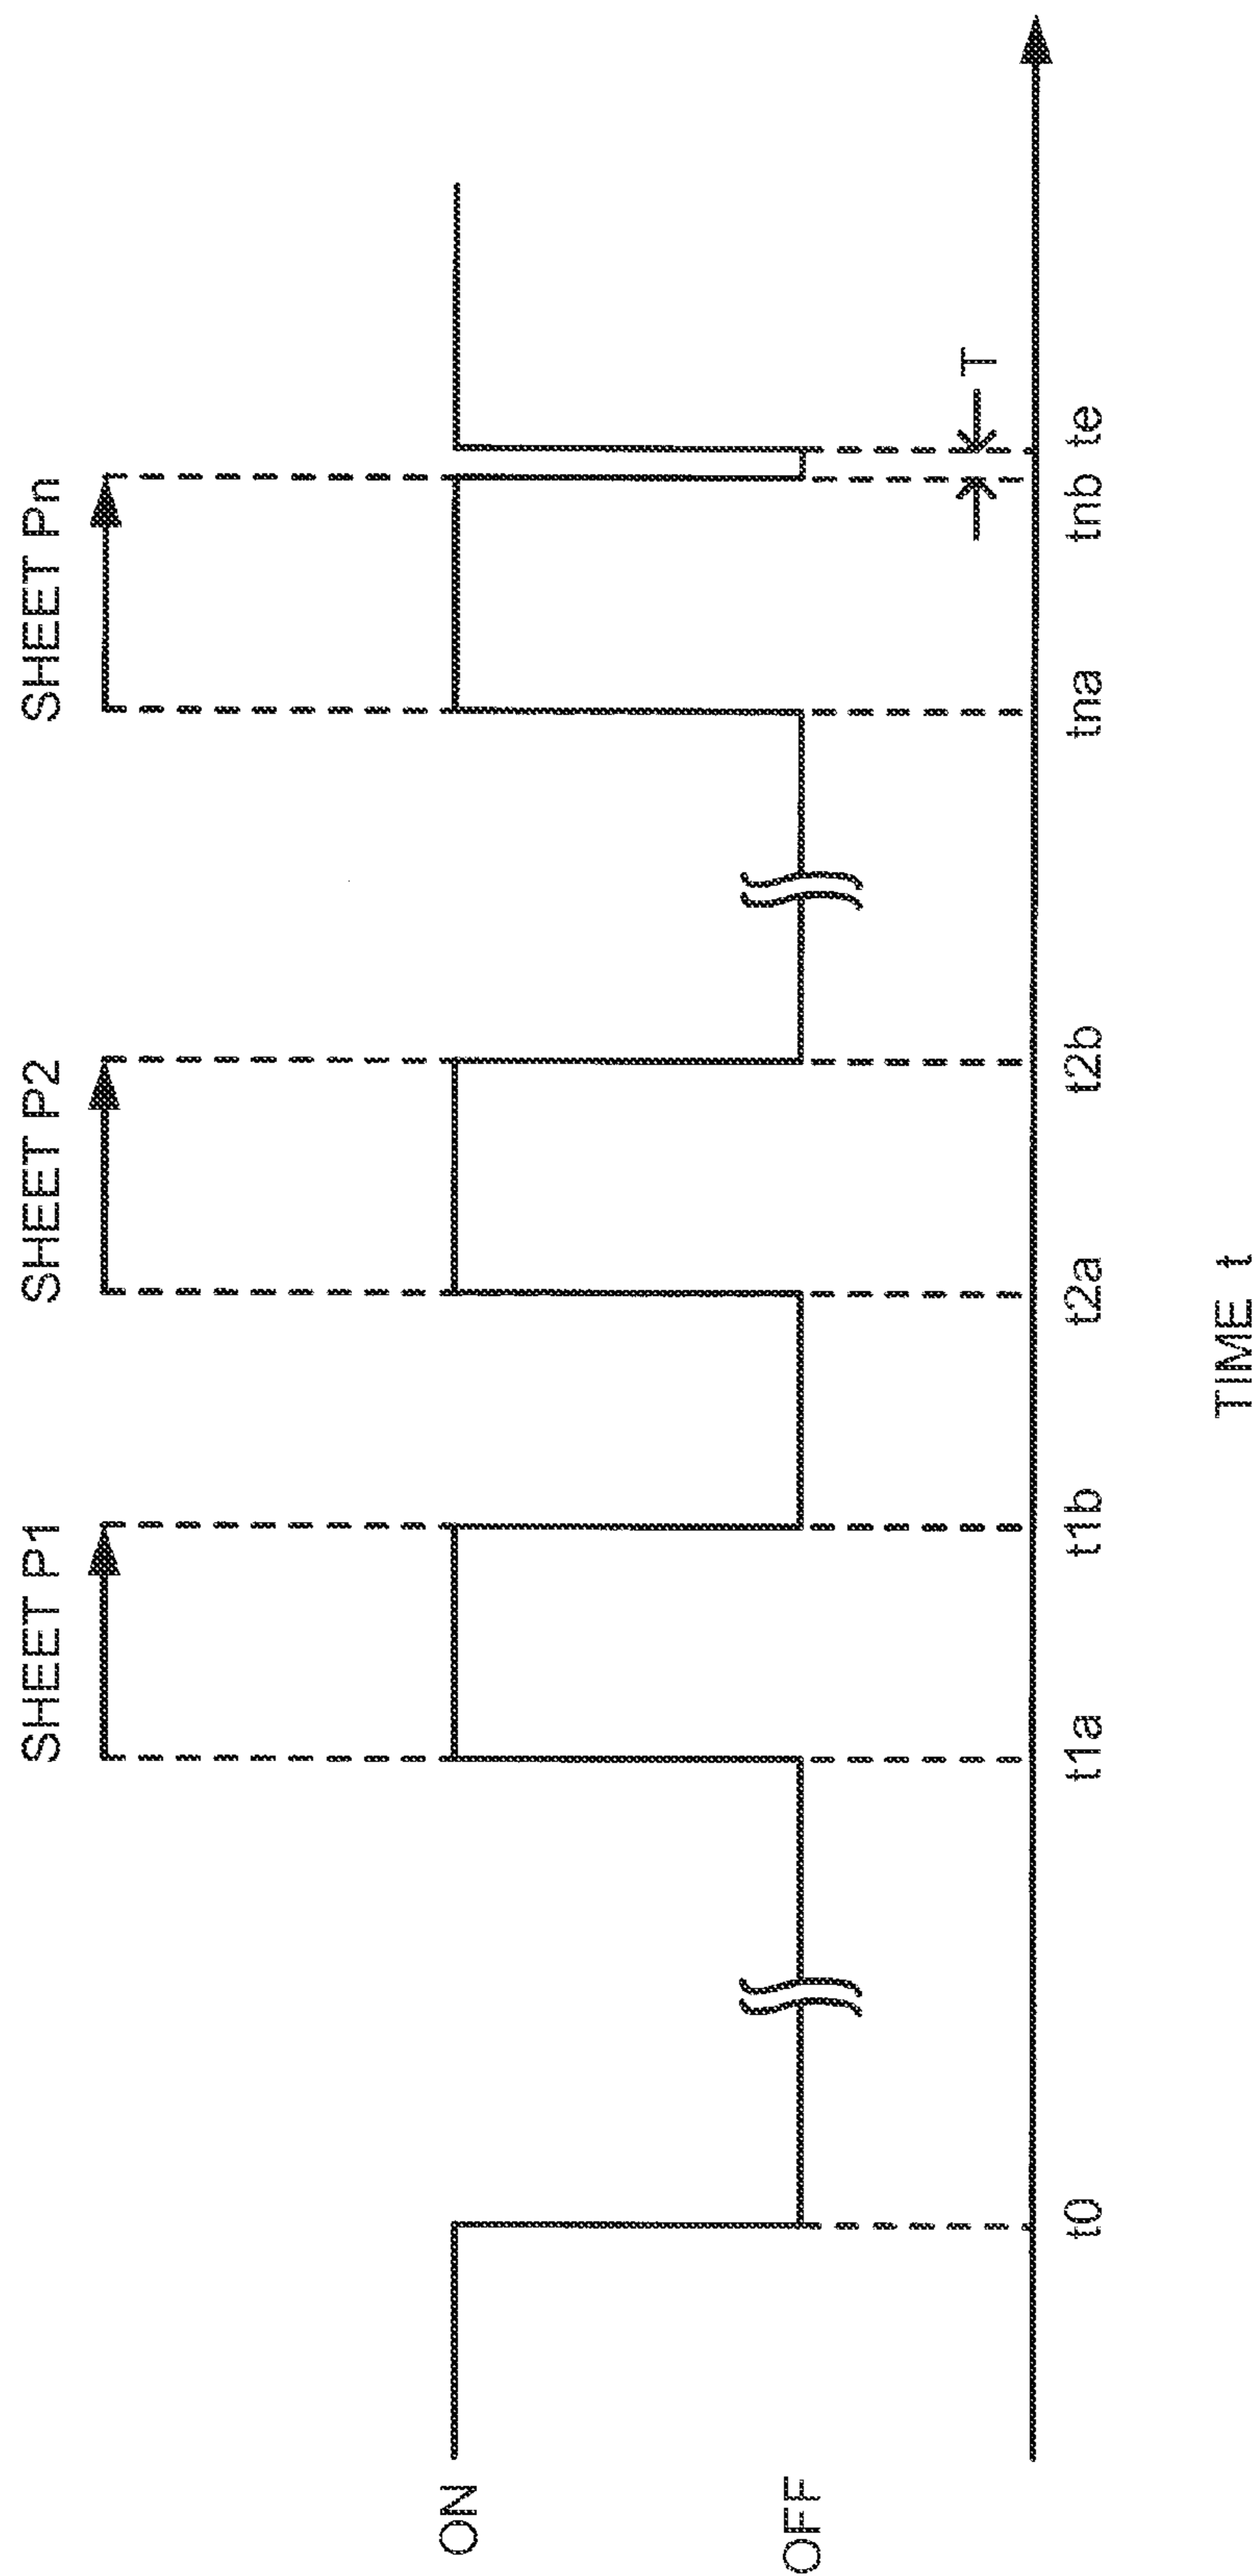 SHEET P1
SHEET P2
SHEET Pn
ON
OFF
T
t0
t1a
t1b
t2a
t2b
tna
tnb
te
TIME t